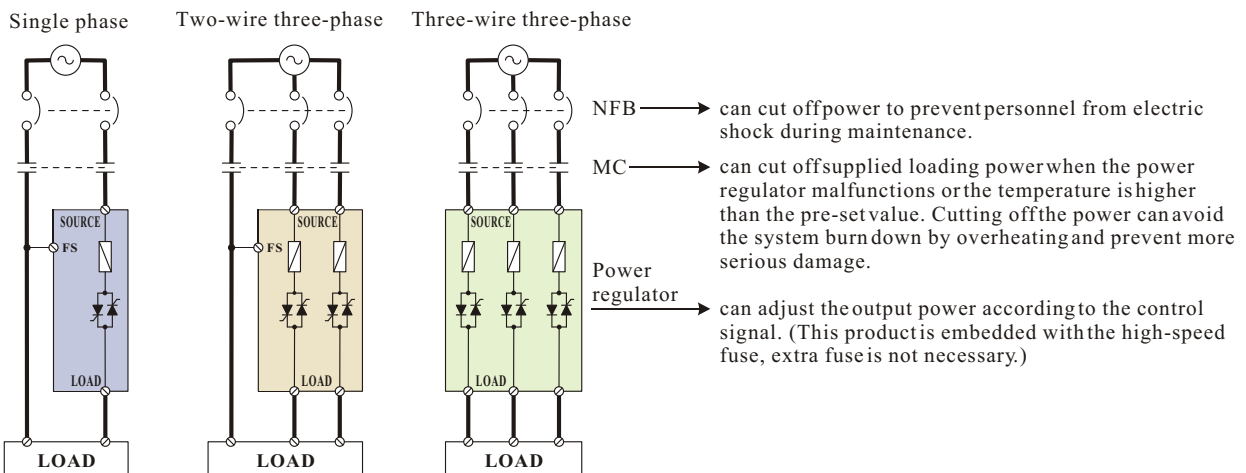 Single phase
Two-wire three-phase
Three-wire three-phase
NFB
can cut off power to prevent personnel from electric
shock during maintenance.
MC
can cut off supplied loading power when the power
regulator malfunctions or the temperature is higher
than the pre-set value. Cutting off the power can avoid
the system burn down by overheating and prevent more
serious damage.
Power
regulator
can adjust the output power according to the control
signal. (This product is embedded with the high-speed
fuse, extra fuse is not necessary.)
SOURCE
FS
LOAD
LOAD
SOURCE
FS
LOAD
LOAD
SOURCE
LOAD
LOAD